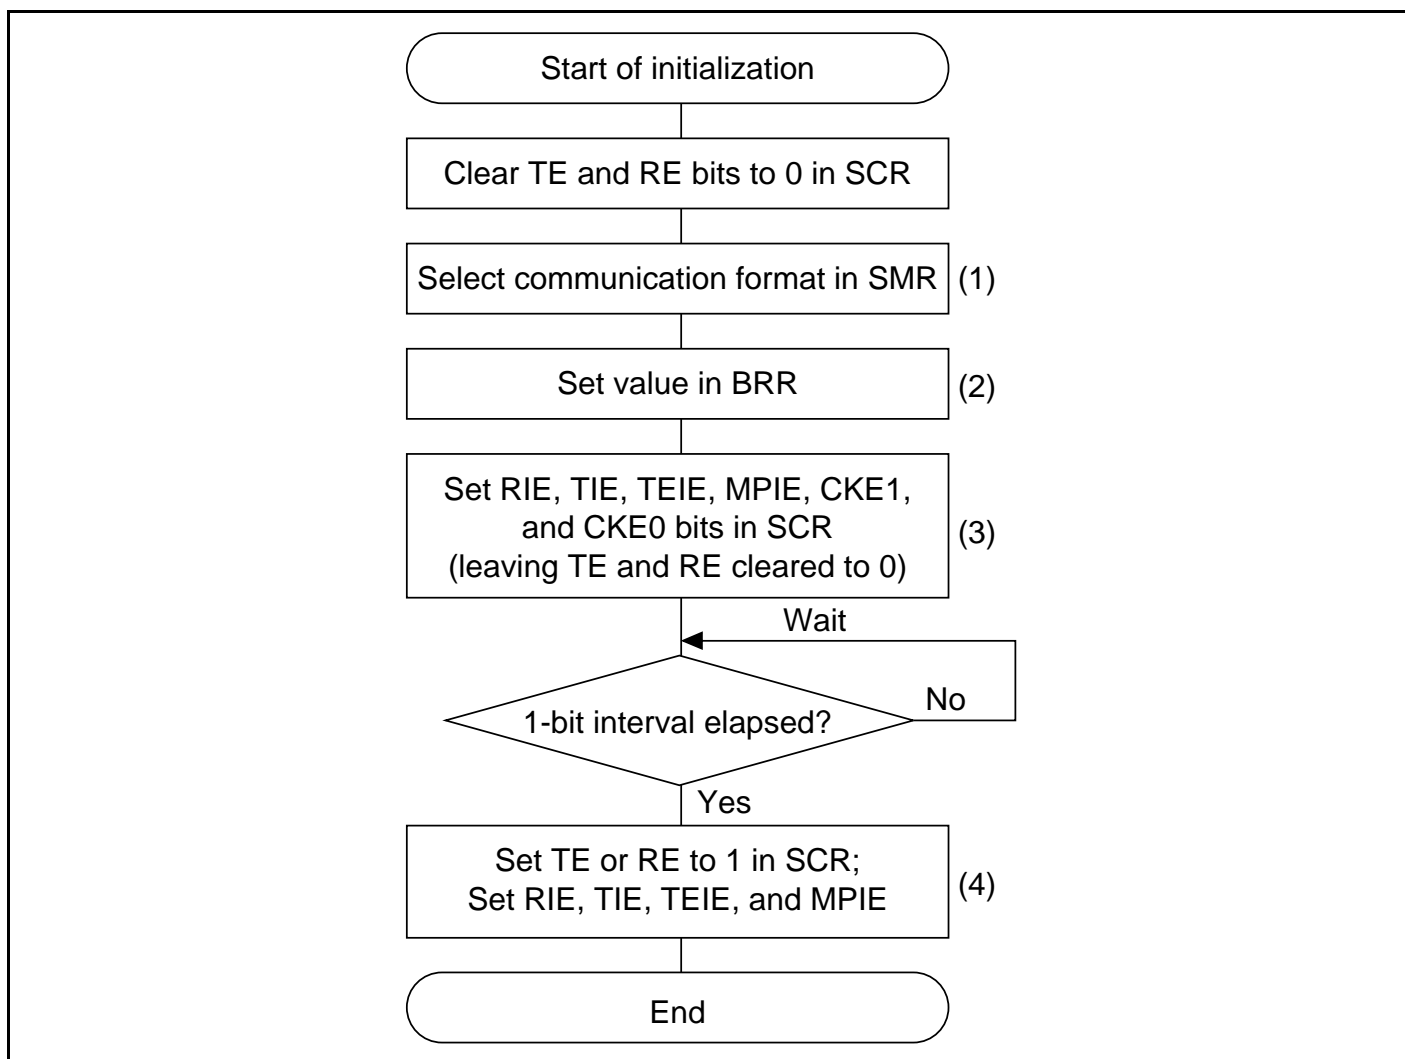 Start of initialization
Clear TE and RE bits to 0 in SCR
Select communication format in SMR
(1)
Set value in BRR
(2)
Set RIE, TIE, TEIE, MPIE, CKE1,
and CKE0 bits in SCR
(leaving TE and RE cleared to 0)
(3)
Wait
1-bit interval elapsed?
No
Yes
Set TE or RE to 1 in SCR;
Set RIE, TIE, TEIE, and MPIE
(4)
End